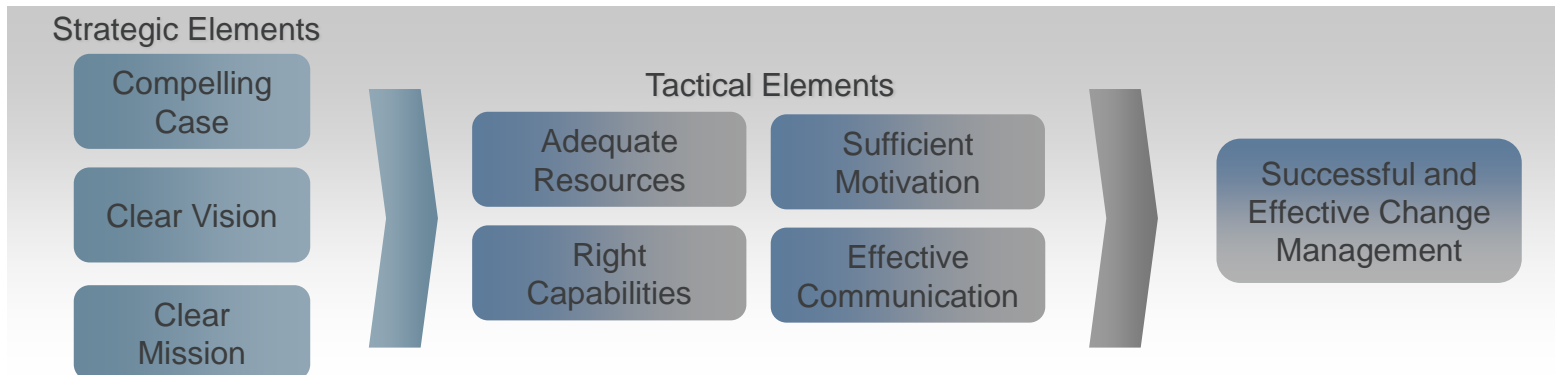 Strategic Elements
Compelling
Case
Clear Vision
Clear
Mission
Tactical Elements
Adequate
Resources
Sufficient
Motivation
Right
Capabilities
Effective
Communication
Successful and
Effective Change
Management